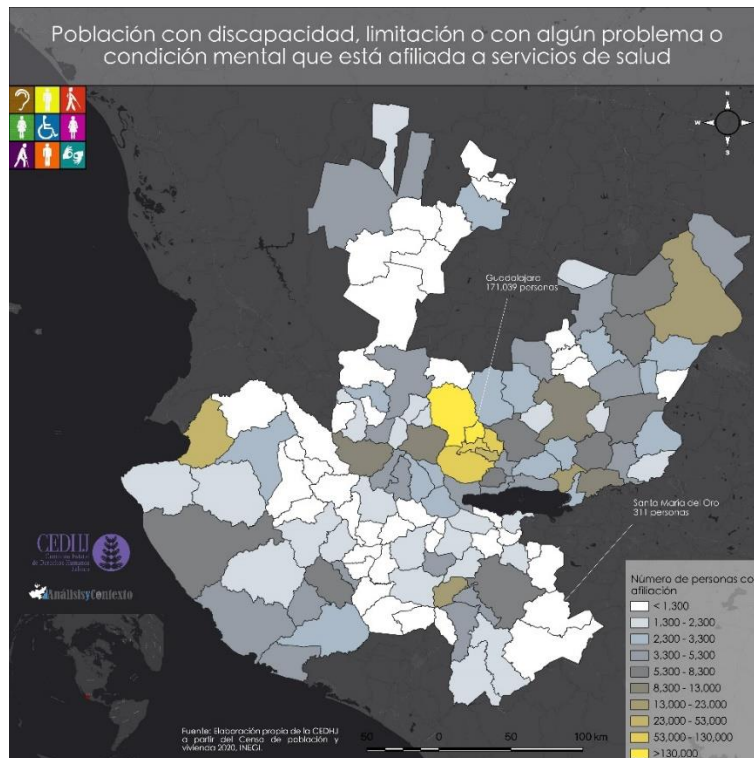 Población con discapacidad, limitación o con algún problema o
condición mental que está afiliada a servicios de salud
N
W
E
S
Guadalajara
171,039 personas
Santa María del Oro
311 personas
CEDHJ
AnálisisyContexto
Número de personas co
afiliación
< 1,300
1,300 - 2,300
2,300 - 3,300
3,300 - 5,300
5,300 - 8,300
8,300 - 13,000
13,000 - 23,000
23,000 - 53,000
53,000 - 130,000
>130,000
Fuente: Elaboración propia de la CEDHJ
a partir del Censo de población y
vivienda 2020, INEGI.
50 0 50 100 km